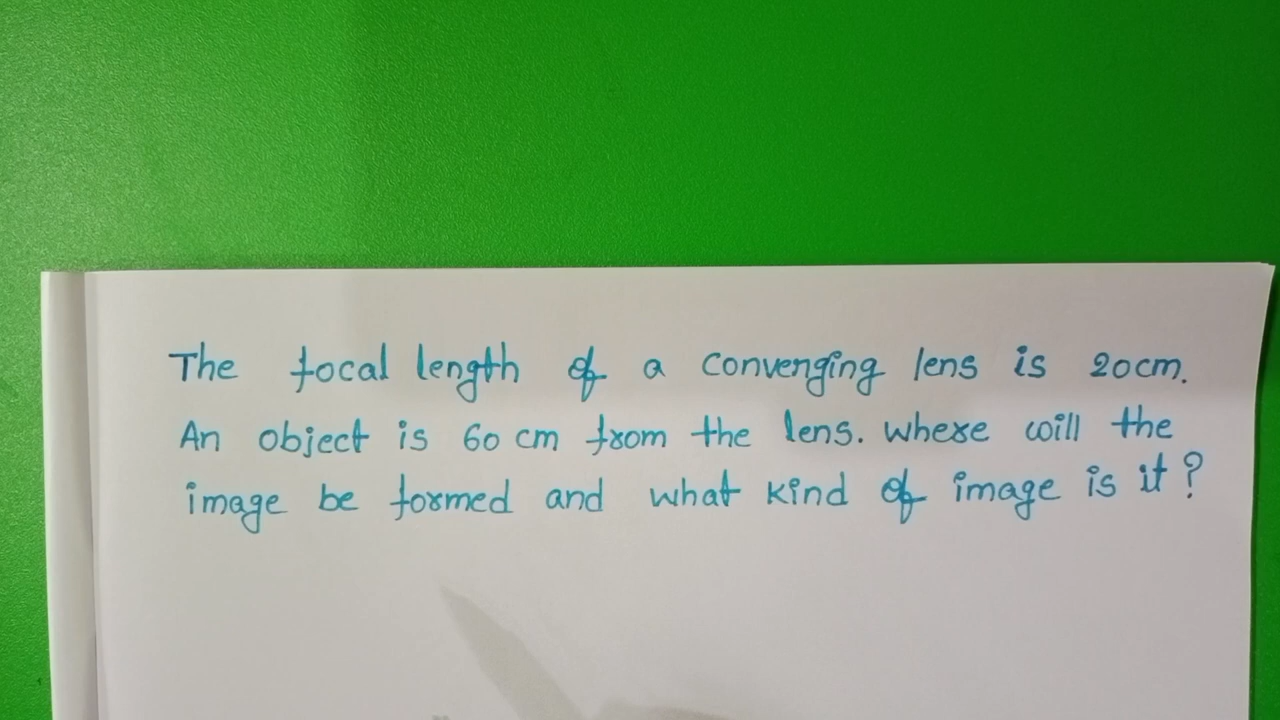 The focal length of a converging lens is 20cm.
An object is 60 cm from the lens. where will the
image be formed and what kind of image is it ?